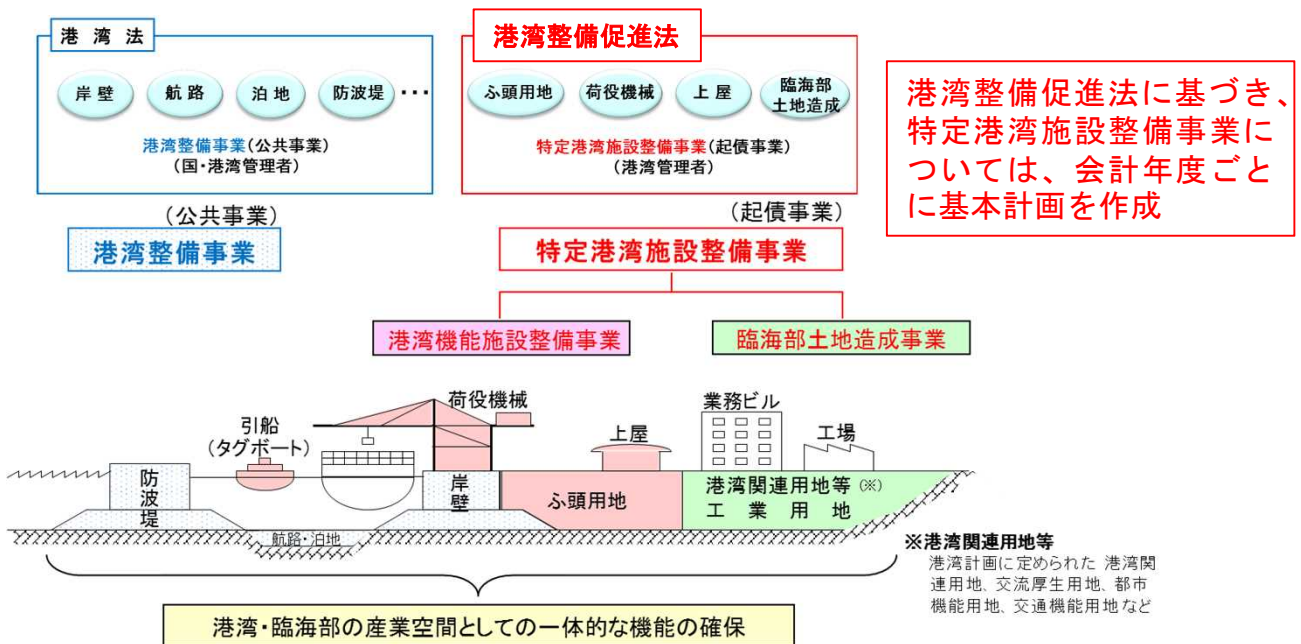 港湾法
岸壁
航路
泊地
防波堤
・・・
港湾整備事業(公共事業)
(国・港湾管理者)
港湾整備促進法
ふ頭用地
荷役機械
上屋
臨海部
土地造成
特定港湾施設整備事業(起債事業)
(港湾管理者)
港湾整備促進法に基づき、
特定港湾施設整備事業に
ついては、会計年度ごと
に基本計画を作成
(公共事業)
港湾整備事業
(起債事業)
特定港湾施設整備事業
港湾機能施設整備事業
臨海部土地造成事業
荷役機械
業務ビル
引船
(タグボート)
上屋
工場
防波堤
岸壁
ふ頭用地
港湾関連用地等(※)
工業用地
航路・泊地
※港湾関連用地等
港湾計画に定められた 港湾関
連用地、交流厚生用地、都市
機能用地、交通機能用地など
港湾・臨海部の産業空間としての一体的な機能の確保